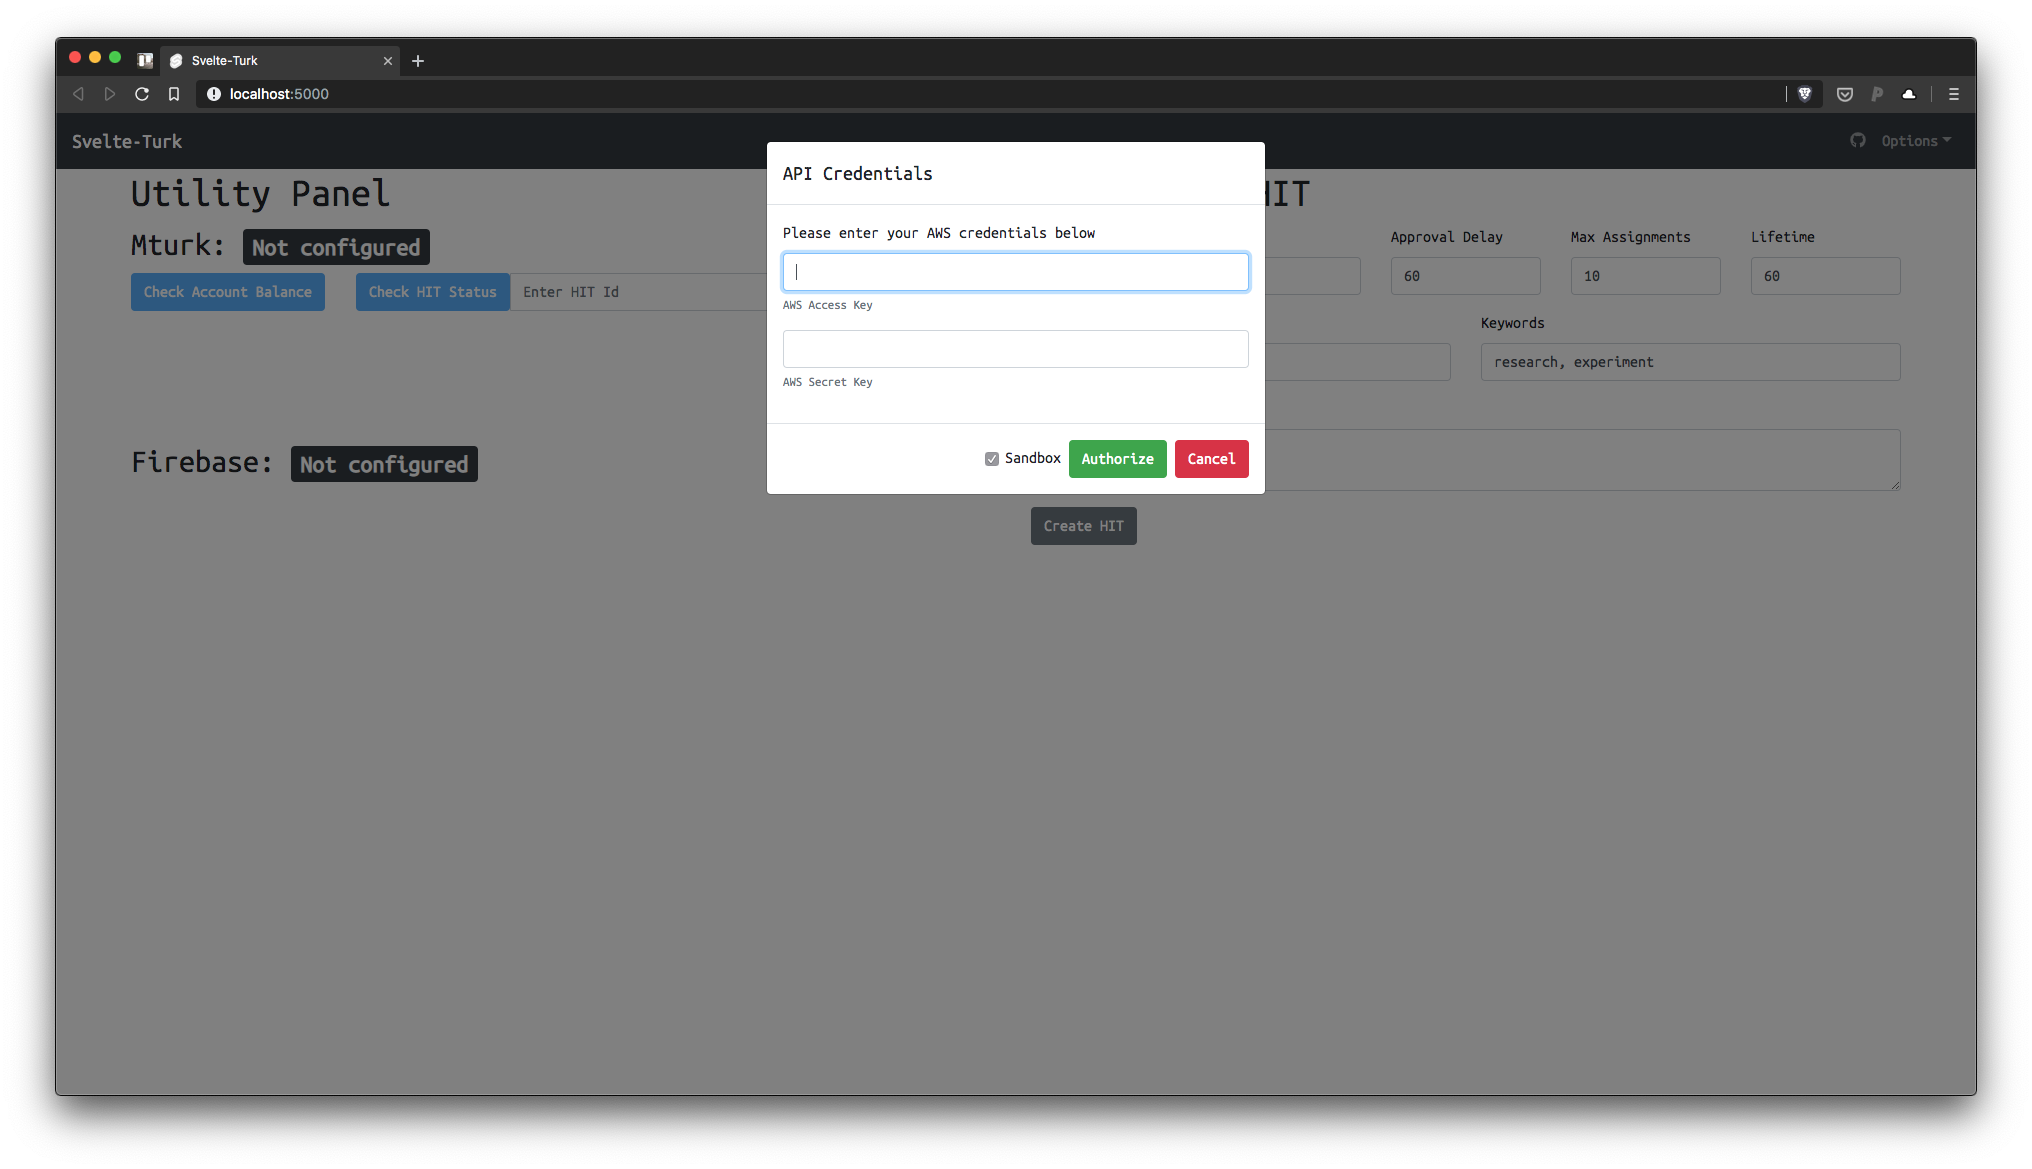 Svelte-Turk
localhost:5000
Svelte-Turk
Options
Utility Panel
Mturk: Not configured
Check Account Balance
Check HIT Status
Enter HIT Id
Firebase: Not configured
API Credentials
Please enter your AWS credentials below
AWS Access Key
AWS Secret Key
Sandbox
Authorize
Cancel
HIT
Approval Delay
Max Assignments
Lifetime
60
10
60
Keywords
research, experiment
Create HIT